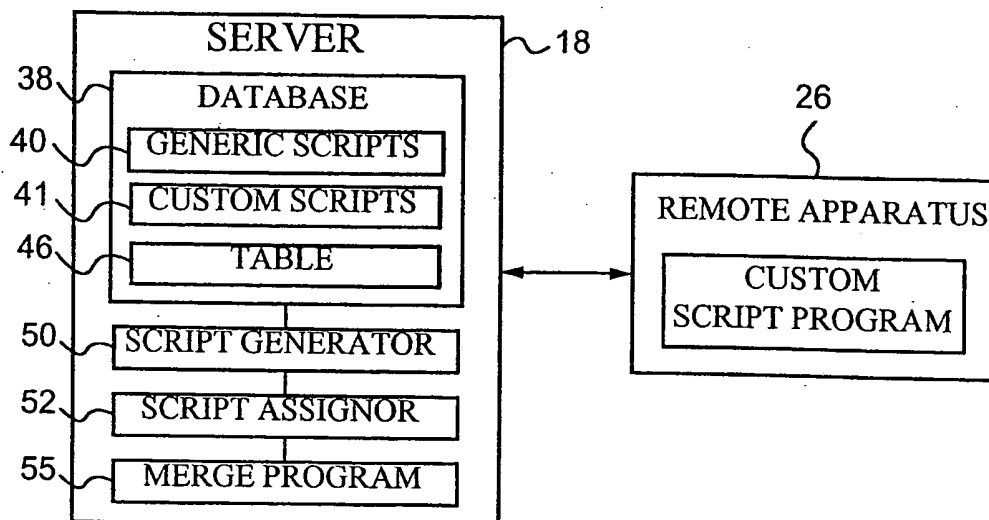 SERVER
18
38
DATABASE
40
GENERIC SCRIPTS
41
CUSTOM SCRIPTS
46
TABLE
50
SCRIPT GENERATOR
52
SCRIPT ASSIGNOR
55
MERGE PROGRAM
26
REMOTE APPARATUS
CUSTOM
SCRIPT PROGRAM